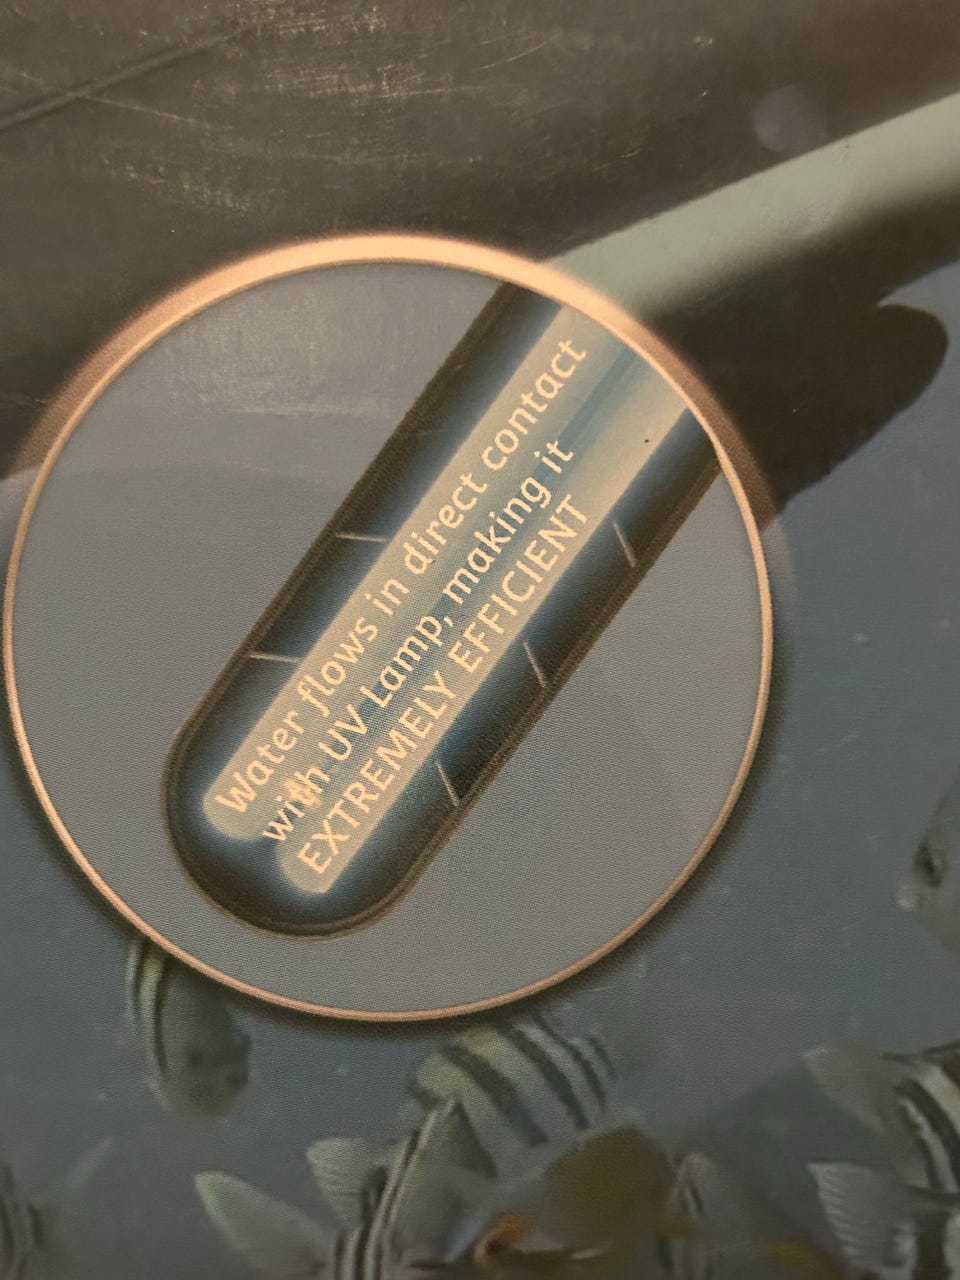 Water flows in direct contact
with UV Lamp, making it
EXTREMELY EFFICIENT